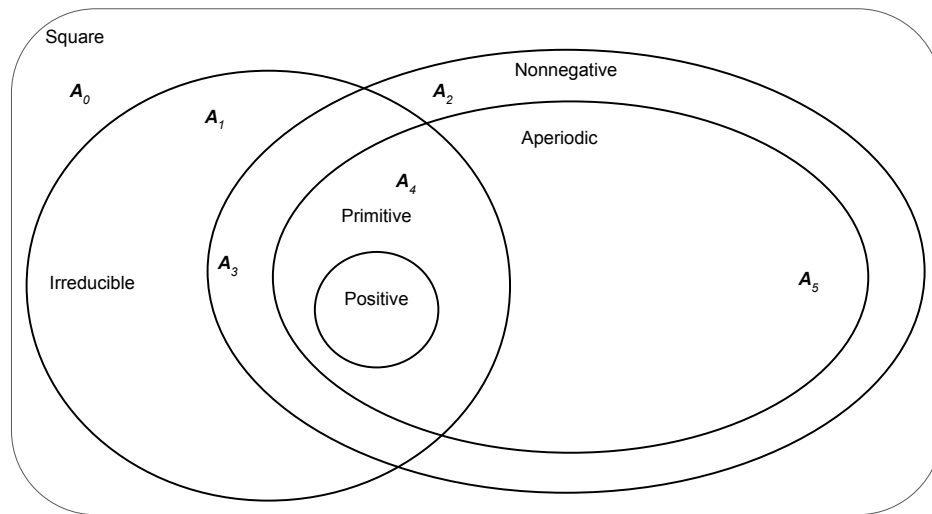 Square
Nonnegative
A0
A2
A1
Aperiodic
A4
Primitive
A3
Irreducible
A5
Positive